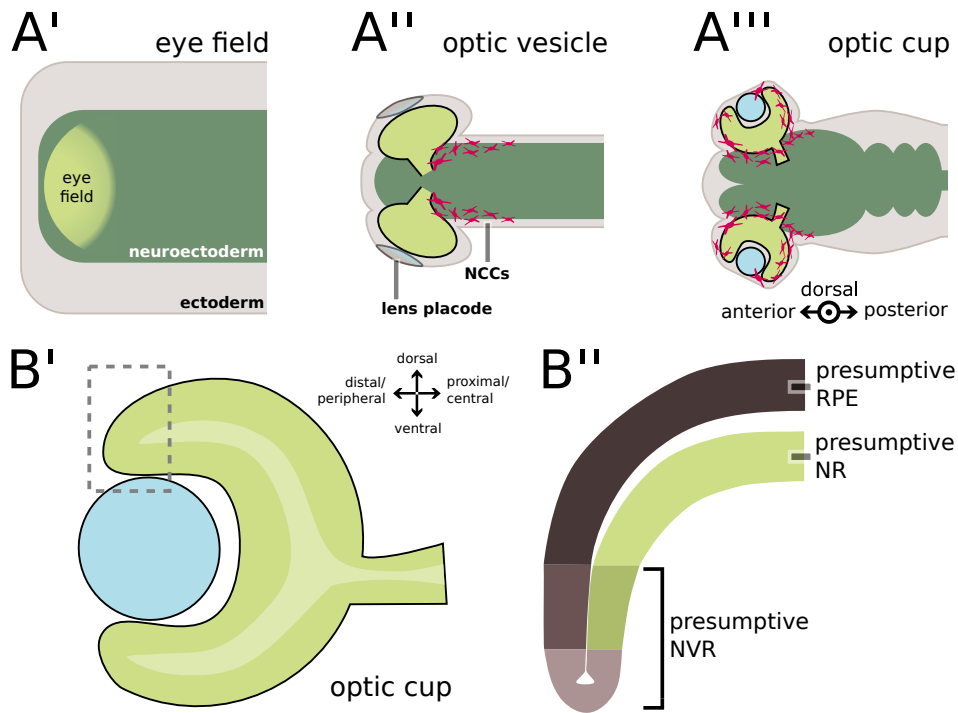 A'
eye field
eye
field
neuroectoderm
ectoderm
A''
optic vesicle
NCCs
lens placode
A'''
optic cup
dorsal
anterior
posterior
B'
dorsal
distal/
peripheral
proximal/
central
ventral
optic cup
B''
presumptive
RPE
presumptive
NR
presumptive
NVR